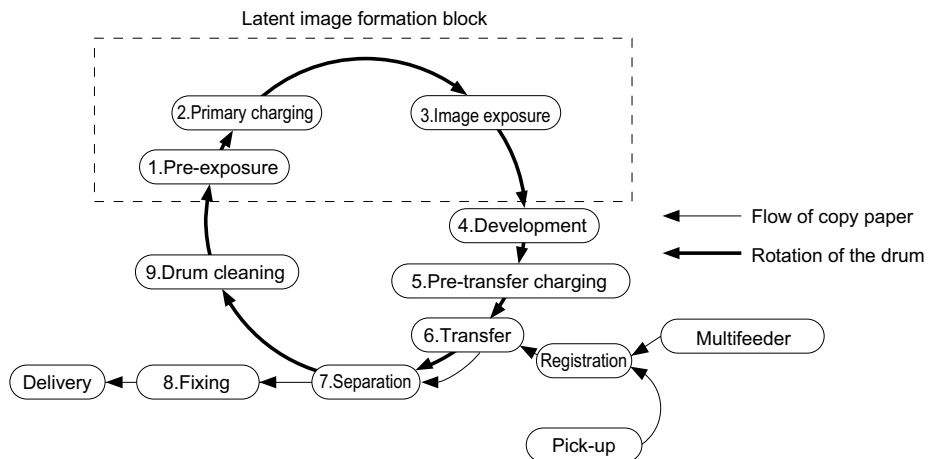 Latent image formation block
2.Primary charging
3.Image exposure
1.Pre-exposure
4.Development
Flow of copy paper
Rotation of the drum
9.Drum cleaning
5.Pre-transfer charging
6.Transfer
Multifeeder
Registration
Delivery
8.Fixing
7.Separation
Pick-up